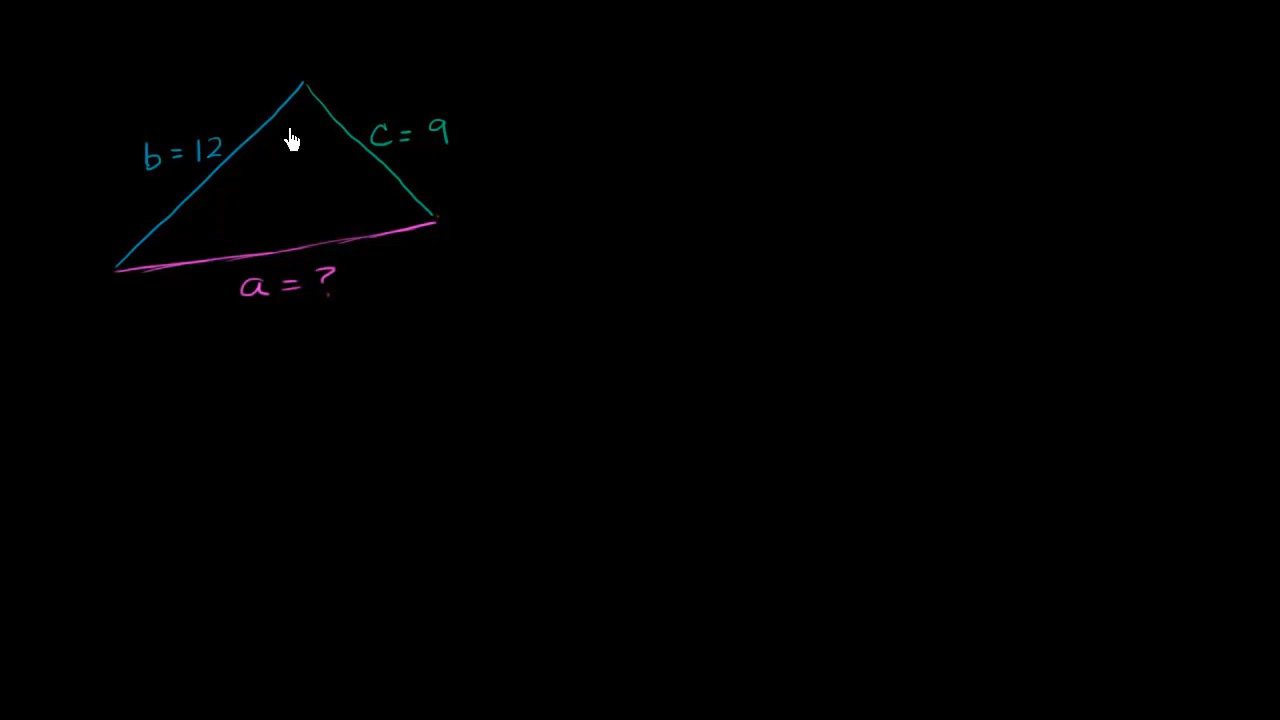 b = 12
c = 9
a = ?